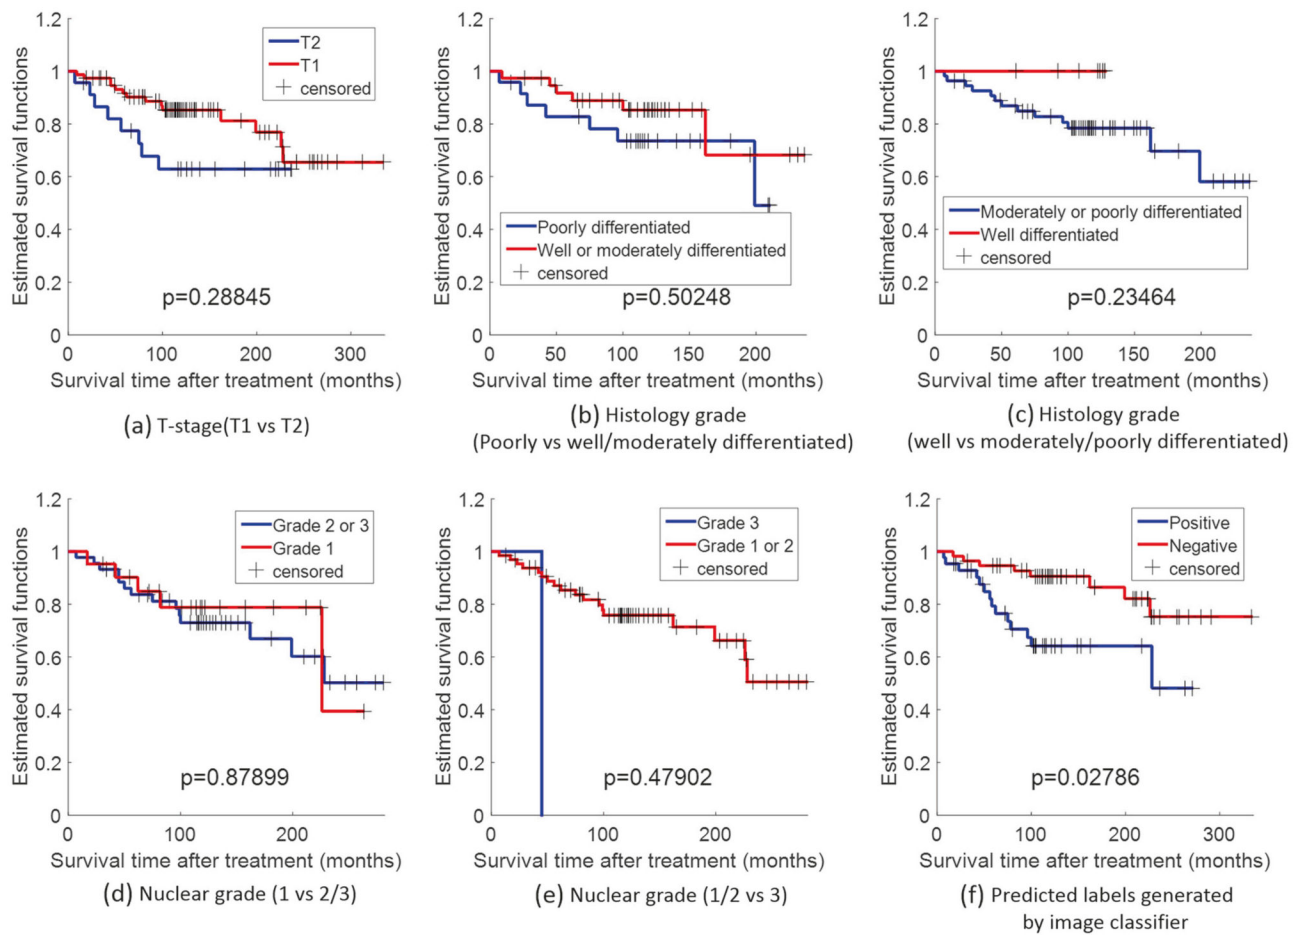 Estimated survival functions
1.2
1
0.8
0.6
0.4
0.2
0
T2
T1
censored
p=0.28845
0 100 200 300
Survival time after treatment (months)
(a) T-stage(T1 vs T2)
Estimated survival functions
1.2
1
0.8
0.6
0.4
0.2
0
Poorly differentiated
Well or moderately differentiated
censored
p=0.50248
0 50 100 150 200
Survival time after treatment (months)
(b) Histology grade
(Poorly vs well/moderately differentiated)
Estimated survival functions
1.2
1
0.8
0.6
0.4
0.2
0
Moderately or poorly differentiated
Well differentiated
censored
p=0.23464
0 50 100 150 200
Survival time after treatment (months)
(c) Histology grade
(well vs moderately/poorly differentiated)
Estimated survival functions
1.2
1
0.8
0.6
0.4
0.2
0
Grade 2 or 3
Grade 1
censored
p=0.87899
0 100 200
Survival time after treatment (months)
(d) Nuclear grade (1 vs 2/3)
Estimated survival functions
1.2
1
0.8
0.6
0.4
0.2
0
Grade 3
Grade 1 or 2
censored
p=0.47902
0 100 200
Survival time after treatment (months)
(e) Nuclear grade (1/2 vs 3)
Estimated survival functions
1.2
1
0.8
0.6
0.4
0.2
0
Positive
Negative
censored
p=0.02786
0 100 200 300
Survival time after treatment (months)
(f) Predicted labels generated
by image classifier